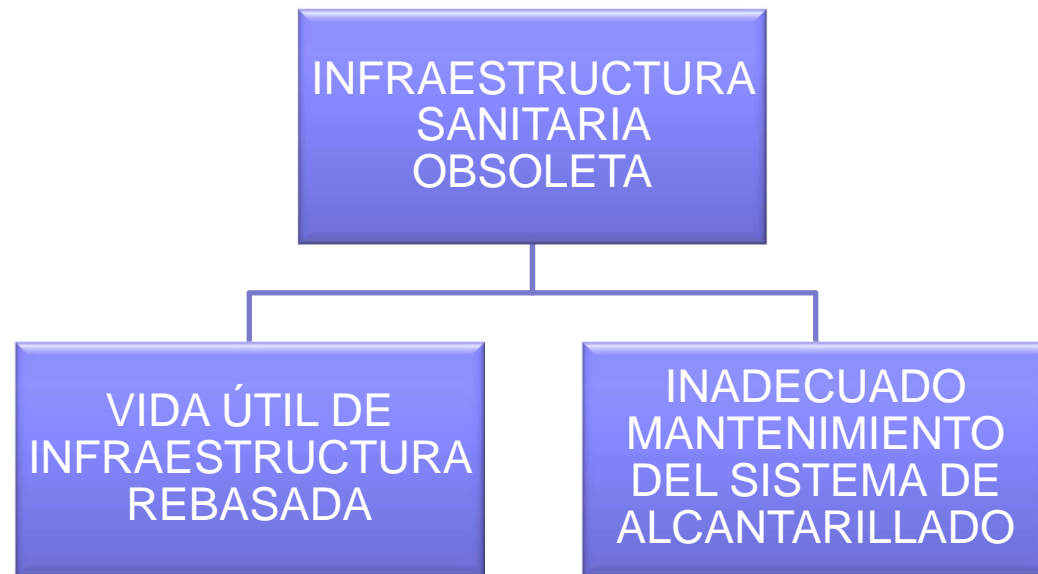 INFRAESTRUCTURA
SANITARIA
OBSOLETA
VIDA ÚTIL DE
INFRAESTRUCTURA
REBASADA
INADECUADO
MANTENIMIENTO
DEL SISTEMA DE
ALCANTARILLADO